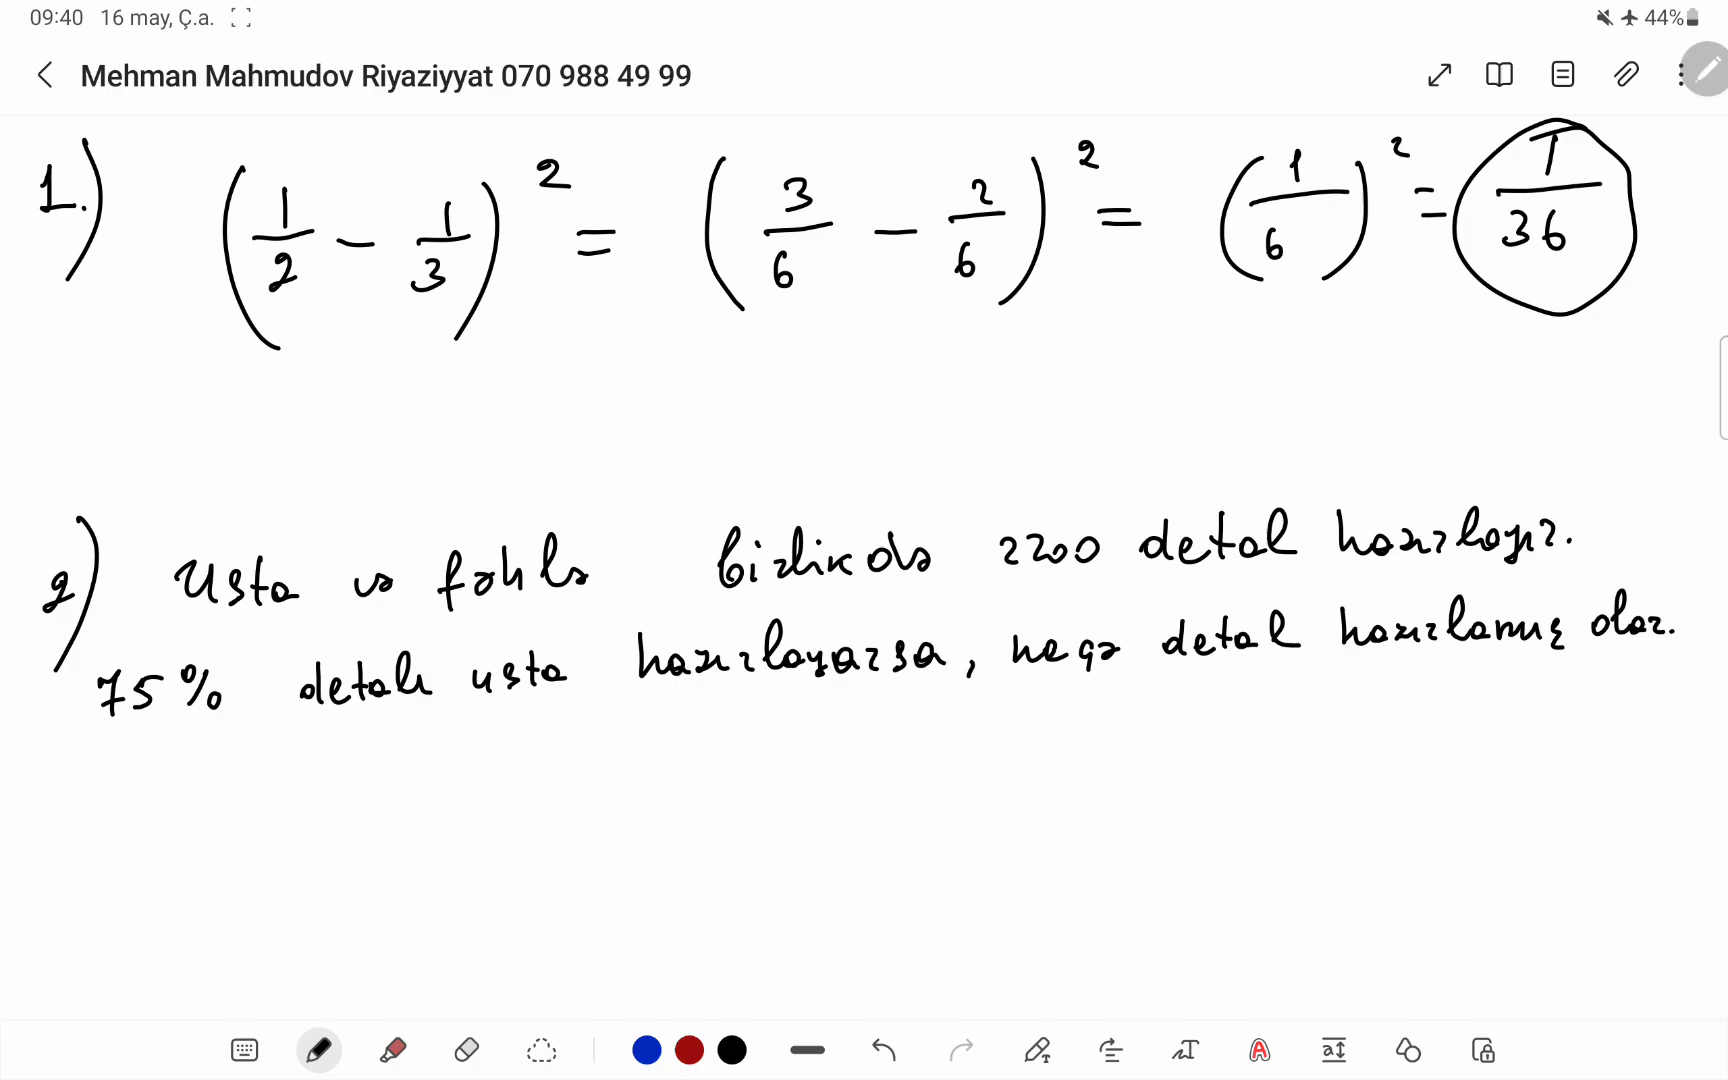 09:40 16 may, Ç.a. 44%
Mehman Mahmudov Riyaziyyat 070 988 49 99
1.) (1/2 - 1/3)² = (3/6 - 2/6)² = (1/6)² = 1/36
2) Usta və fəhlə birlikdə 2200 detal hazırlayır.
75% detalı usta hazırlayarsa, neçə detal hazırlamış olar.